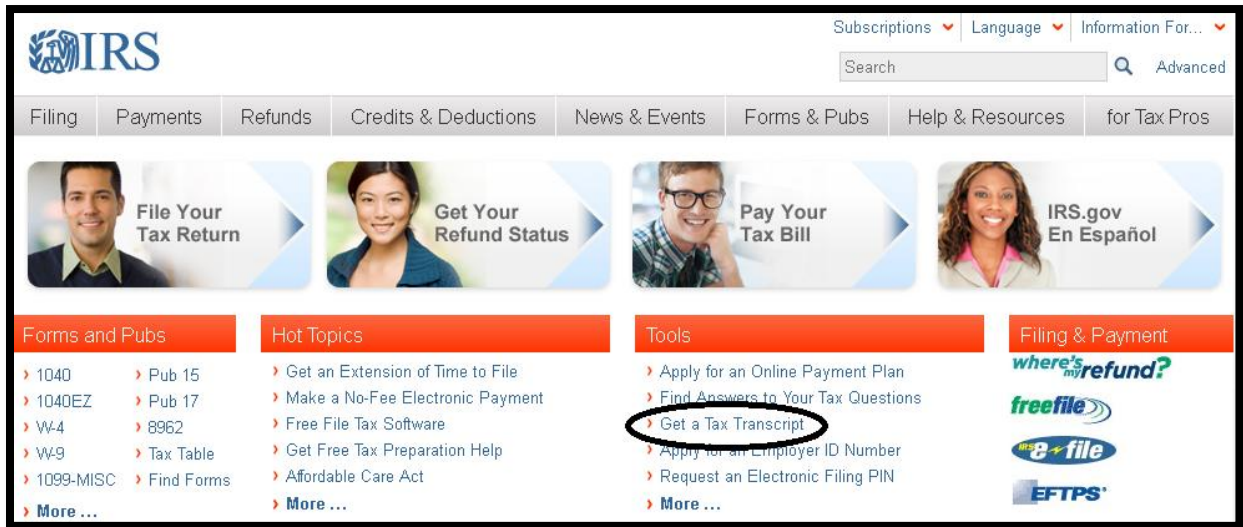 Subscriptions Language Information For...
IRS
Search Advanced
Filing Payments Refunds Credits & Deductions News & Events Forms & Pubs Help & Resources for Tax Pros
File Your
Tax Return
Get Your
Refund Status
Pay Your
Tax Bill
IRS.gov
En Español
Forms and Pubs
1040
1040EZ
W-4
W-9
1099-MISC
More ...
Pub 15
Pub 17
8962
Tax Table
Find Forms
Hot Topics
Get an Extension of Time to File
Make a No-Fee Electronic Payment
Free File Tax Software
Get Free Tax Preparation Help
Affordable Care Act
More ...
Tools
Apply for an Online Payment Plan
Find Answers to Your Tax Questions
Get a Tax Transcript
Apply for an Employer ID Number
Request an Electronic Filing PIN
More ...
Filing & Payment
where's my refund?
freefile
IRS e-file
EFTPS